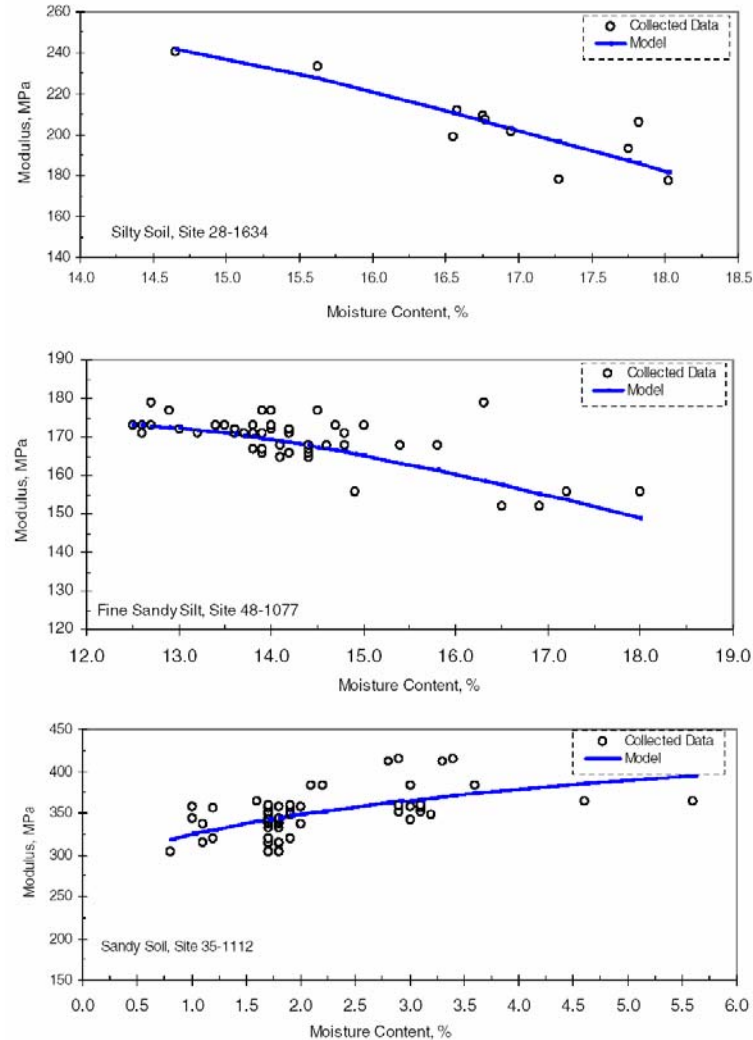 260
240
220
200
180
160
140
Modulus, MPa
Collected Data
Model
Silty Soil, Site 28-1634
14.0 14.5 15.0 15.5 16.0 16.5 17.0 17.5 18.0 18.5
Moisture Content, %
190
180
170
160
150
140
130
120
Modulus, MPa
Collected Data
Model
Fine Sandy Silt, Site 48-1077
12.0 13.0 14.0 15.0 16.0 17.0 18.0 19.0
Moisture Content, %
450
400
350
300
250
200
150
Modulus, MPa
Collected Data
Model
Sandy Soil, Site 35-1112
0.0 0.5 1.0 1.5 2.0 2.5 3.0 3.5 4.0 4.5 5.0 5.5 6.0
Moisture Content, %